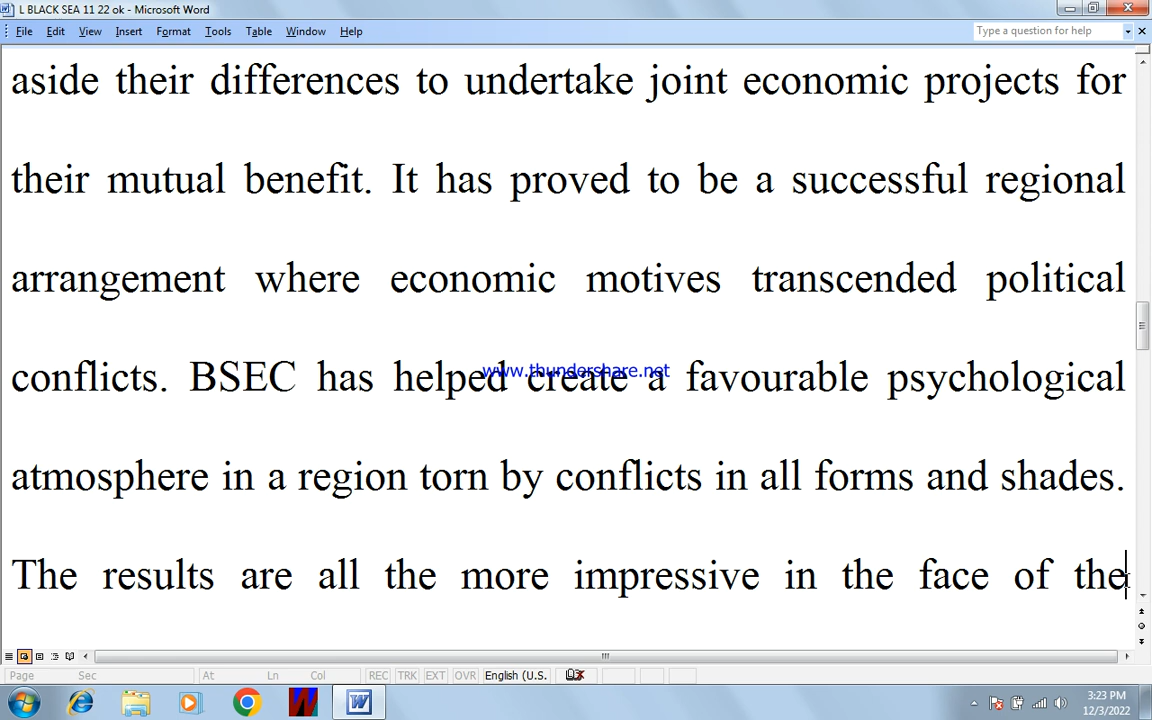 L BLACK SEA 11 22 ok - Microsoft Word
File Edit View Insert Format Tools Table Window Help Type a question for help
aside their differences to undertake joint economic projects for
their mutual benefit. It has proved to be a successful regional
arrangement where economic motives transcended political
conflicts. BSEC has helped create a favourable psychological
www.thundershare.net
atmosphere in a region torn by conflicts in all forms and shades.
The results are all the more impressive in the face of the
Page Sec At Ln Col REC TRK EXT OVR English (U.S.
3:23 PM
12/3/2022